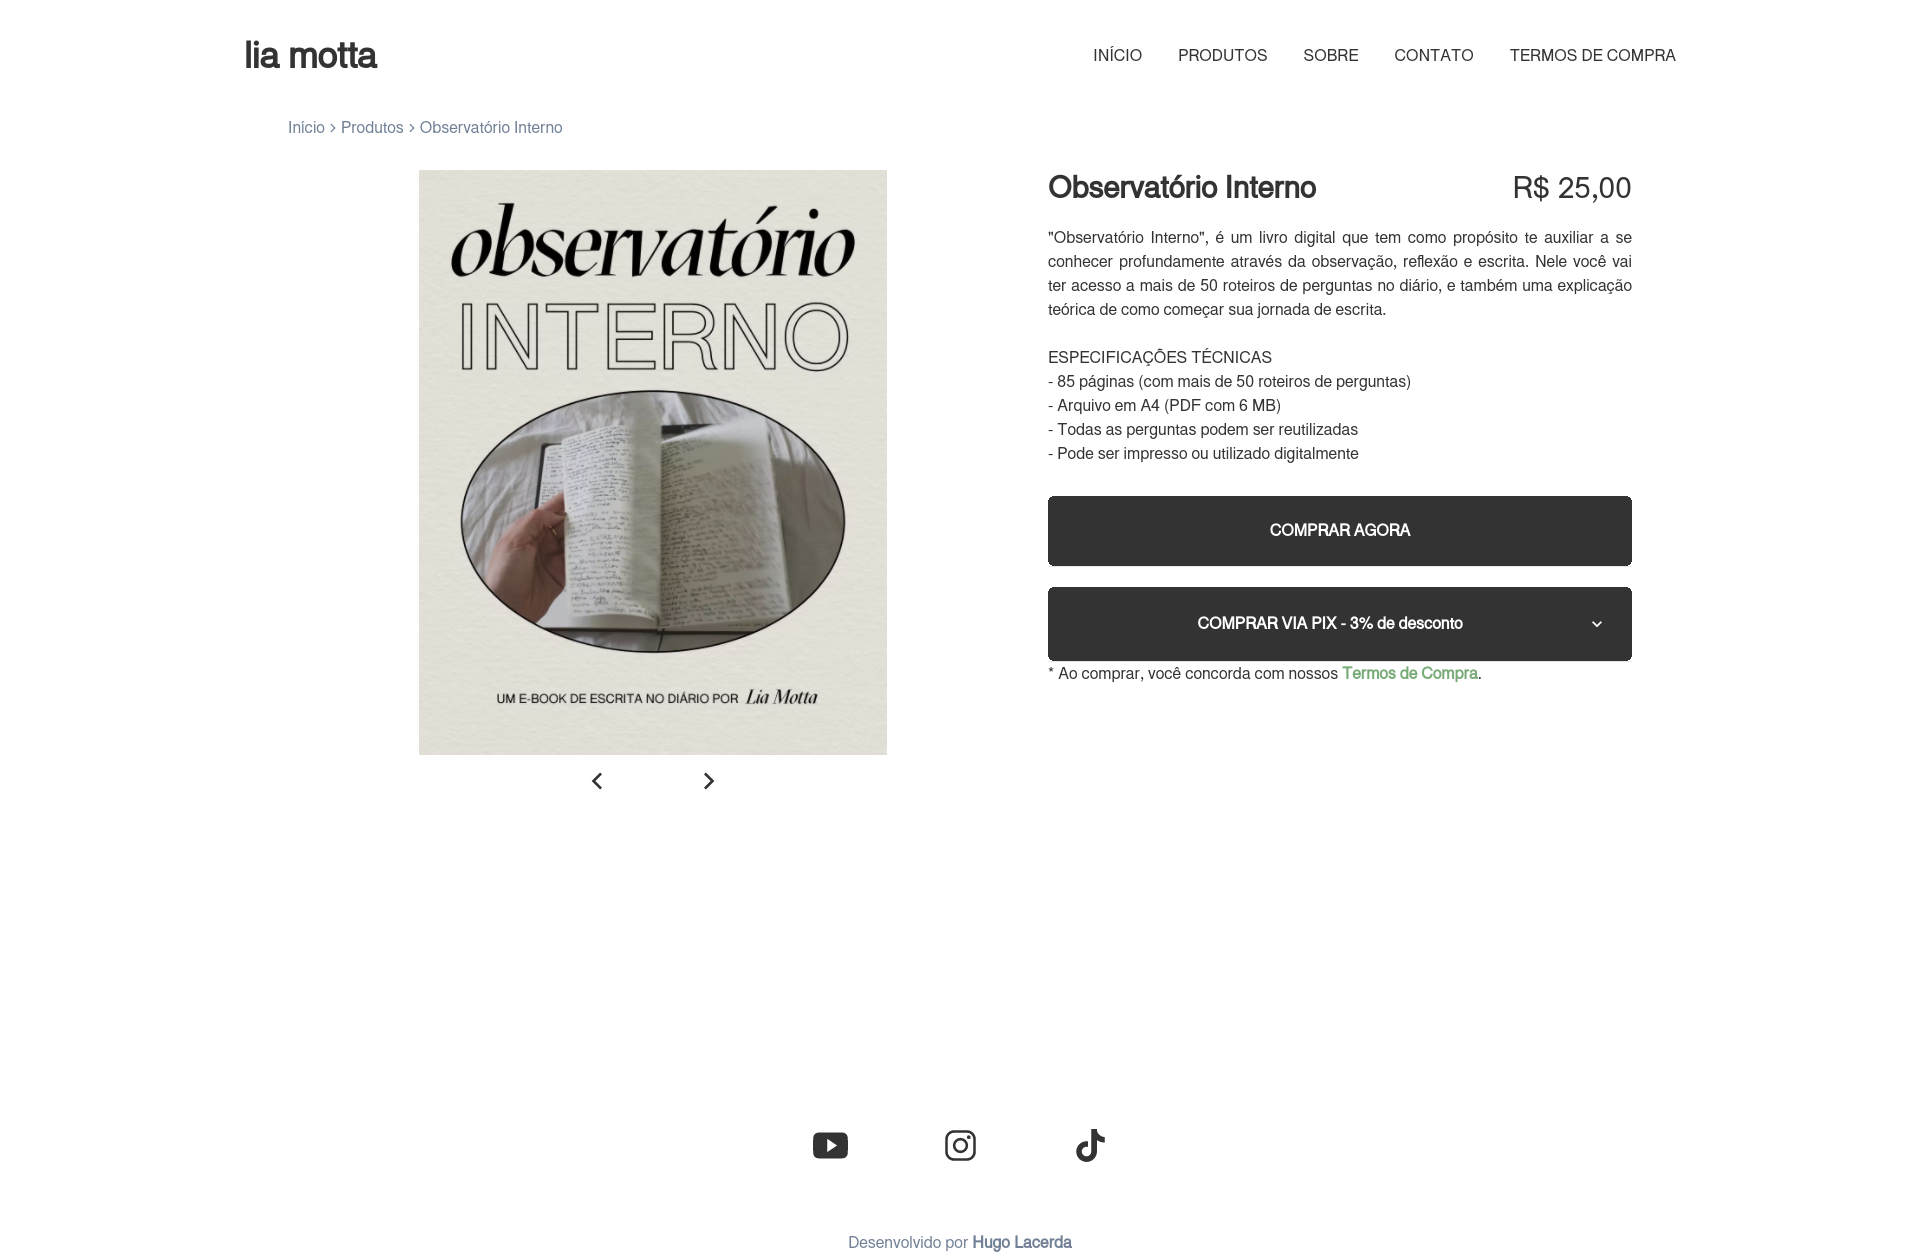 lia motta
INÍCIO PRODUTOS SOBRE CONTATO TERMOS DE COMPRA
Início > Produtos > Observatório Interno
observatório
INTERNO
UM E-BOOK DE ESCRITA NO DIÁRIO POR Lia Motta
Observatório Interno R$ 25,00
"Observatório Interno", é um livro digital que tem como propósito te auxiliar a se
conhecer profundamente através da observação, reflexão e escrita. Nele você vai
ter acesso a mais de 50 roteiros de perguntas no diário, e também uma explicação
teórica de como começar sua jornada de escrita.
ESPECIFICAÇÕES TÉCNICAS
- 85 páginas (com mais de 50 roteiros de perguntas)
- Arquivo em A4 (PDF com 6 MB)
- Todas as perguntas podem ser reutilizadas
- Pode ser impresso ou utilizado digitalmente
COMPRAR AGORA
COMPRAR VIA PIX - 3% de desconto
* Ao comprar, você concorda com nossos Termos de Compra.
Desenvolvido por Hugo Lacerda